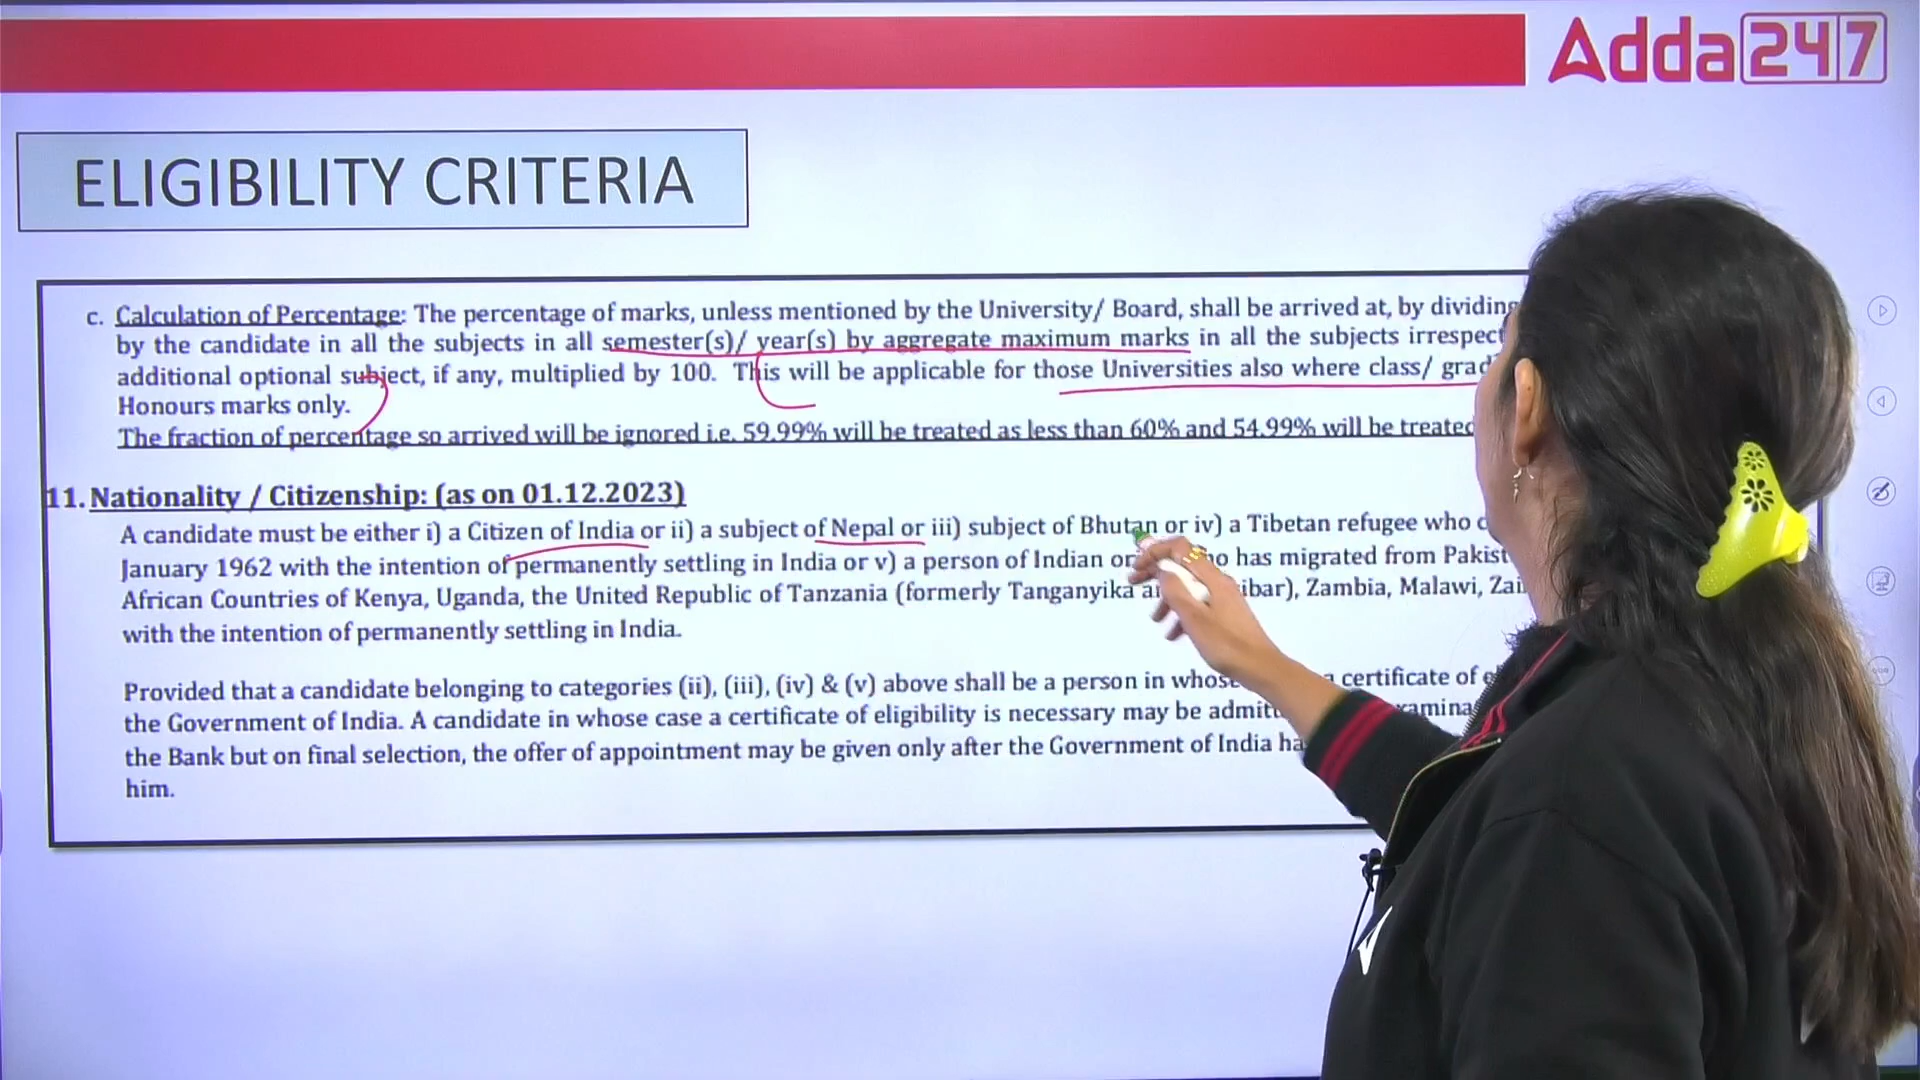 Adda247
ELIGIBILITY CRITERIA
c. Calculation of Percentage: The percentage of marks, unless mentioned by the University/ Board, shall be arrived at, by dividing
by the candidate in all the subjects in all semester(s)/ year(s) by aggregate maximum marks in all the subjects
additional optional subject, if any, multiplied by 100. This will be applicable for those Universities also where class/
Honours marks only.
The fraction of percentage so arrived will be ignored i.e. 59.99% will be treated as less than 60% and 54.99% will be treated
11. Nationality / Citizenship: (as on 01.12.2023)
A candidate must be either i) a Citizen of India or ii) a subject of Nepal or iii) subject of Bhutan or iv) a Tibetan refugee who
January 1962 with the intention of permanently settling in India or v) a person of Indian has migrated from
African Countries of Kenya, Uganda, the United Republic of Tanzania (formerly Tanganyika Zambia, Malawi,
with the intention of permanently settling in India.
Provided that a candidate belonging to categories (ii), (iii), (iv) & (v) above shall be a person in certificate of
the Government of India. A candidate in whose case a certificate of eligibility is necessary may be
the Bank but on final selection, the offer of appointment may be given only after the Government of India
him.